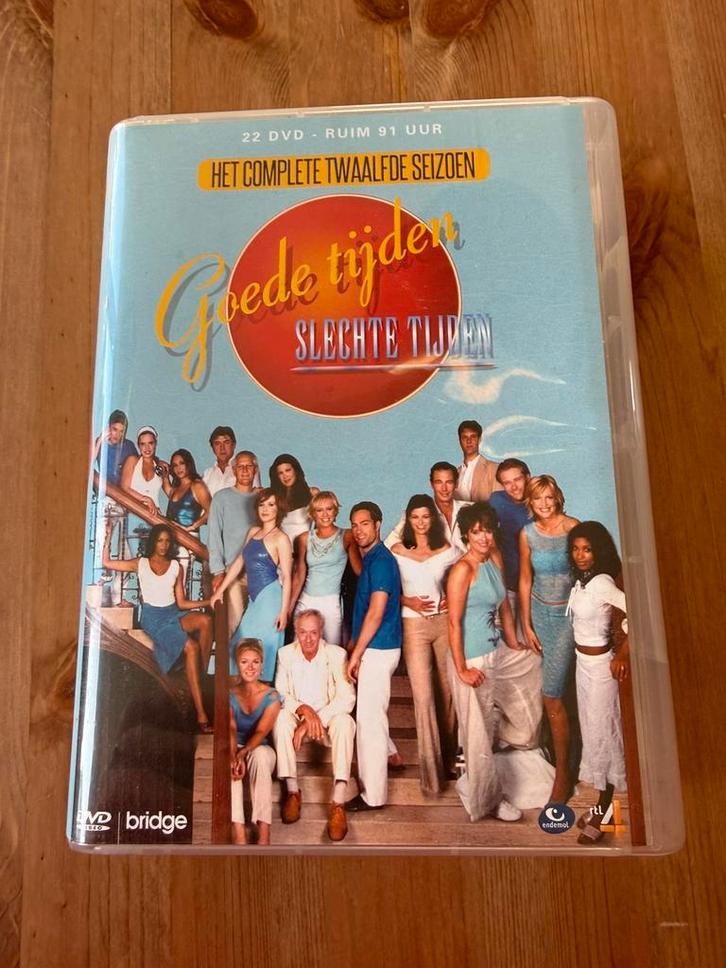 22 DVD - RUIM 91 UUR
HET COMPLETE TWAALFDE SEIZOEN
Goede tijden
SLECHTE TIJDEN
DVD
VIDEO
bridge
endemol
rtl 4